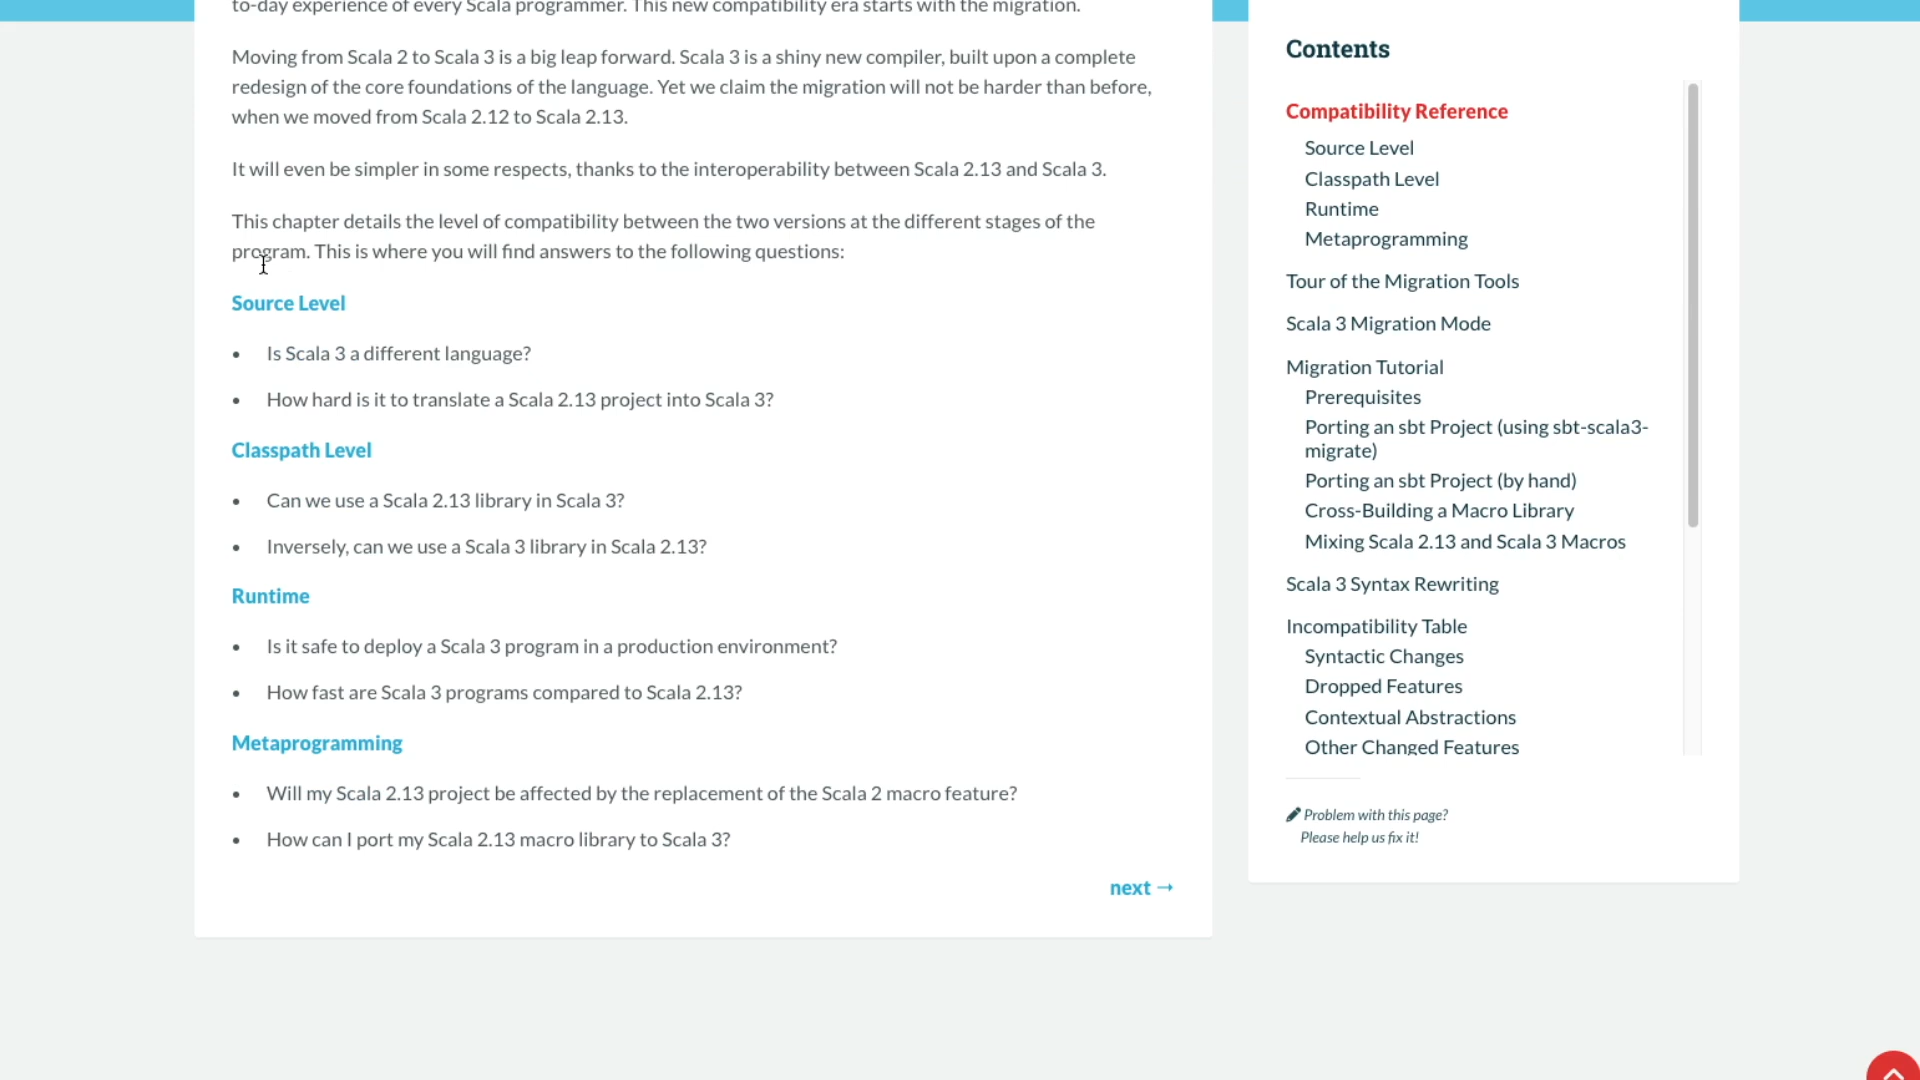 to-day experience of every Scala programmer. This new compatibility era starts with the migration.
Moving from Scala 2 to Scala 3 is a big leap forward. Scala 3 is a shiny new compiler, built upon a complete
redesign of the core foundations of the language. Yet we claim the migration will not be harder than before,
when we moved from Scala 2.12 to Scala 2.13.
It will even be simpler in some respects, thanks to the interoperability between Scala 2.13 and Scala 3.
This chapter details the level of compatibility between the two versions at the different stages of the
program. This is where you will find answers to the following questions:
Source Level
• Is Scala 3 a different language?
• How hard is it to translate a Scala 2.13 project into Scala 3?
Classpath Level
• Can we use a Scala 2.13 library in Scala 3?
• Inversely, can we use a Scala 3 library in Scala 2.13?
Runtime
• Is it safe to deploy a Scala 3 program in a production environment?
• How fast are Scala 3 programs compared to Scala 2.13?
Metaprogramming
• Will my Scala 2.13 project be affected by the replacement of the Scala 2 macro feature?
• How can I port my Scala 2.13 macro library to Scala 3?
next →
Contents
Compatibility Reference
Source Level
Classpath Level
Runtime
Metaprogramming
Tour of the Migration Tools
Scala 3 Migration Mode
Migration Tutorial
Prerequisites
Porting an sbt Project (using sbt-scala3-
migrate)
Porting an sbt Project (by hand)
Cross-Building a Macro Library
Mixing Scala 2.13 and Scala 3 Macros
Scala 3 Syntax Rewriting
Incompatibility Table
Syntactic Changes
Dropped Features
Contextual Abstractions
Other Changed Features
Problem with this page?
Please help us fix it!